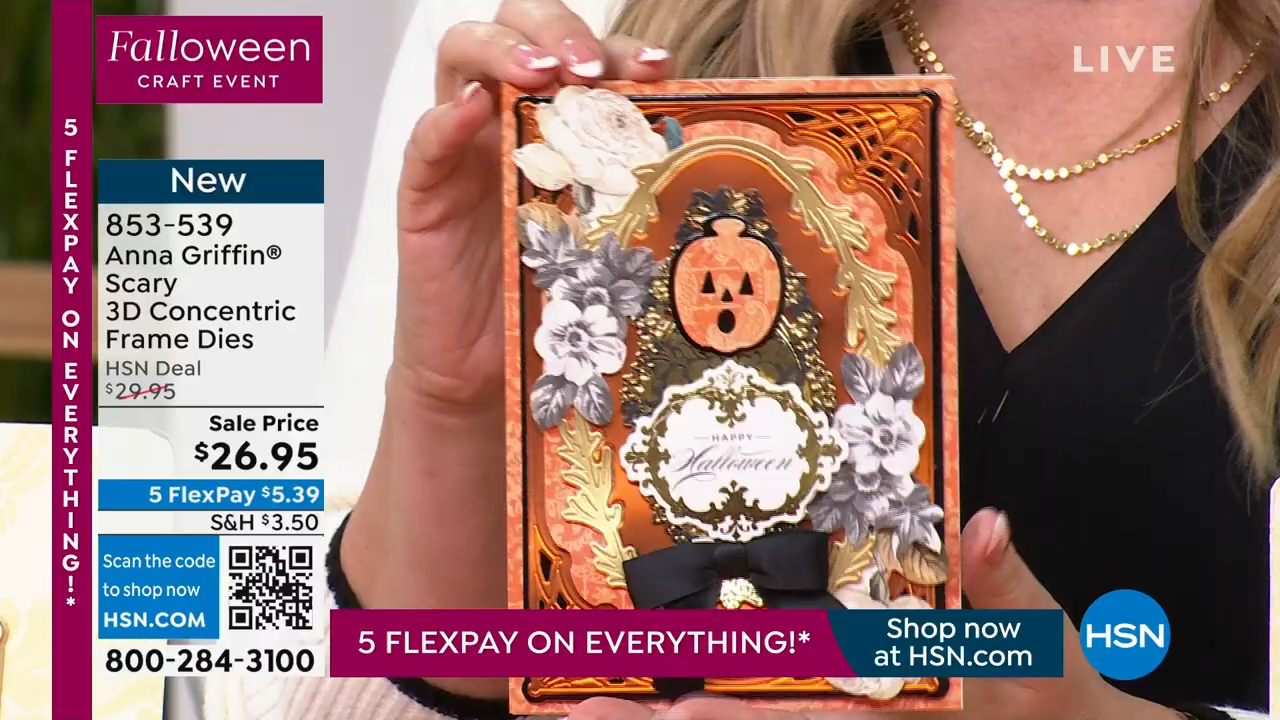 Falloween
CRAFT EVENT
LIVE
5 FLEXPAY ON EVERYTHING!*
New
853-539
Anna Griffin®
Scary
3D Concentric
Frame Dies
HSN Deal
$29.95
Sale Price
$26.95
5 FlexPay $5.39
S&H $3.50
Scan the code
to shop now
HSN.COM
800-284-3100
HAPPY
Halloween
5 FLEXPAY ON EVERYTHING!*
Shop now
at HSN.com
HSN